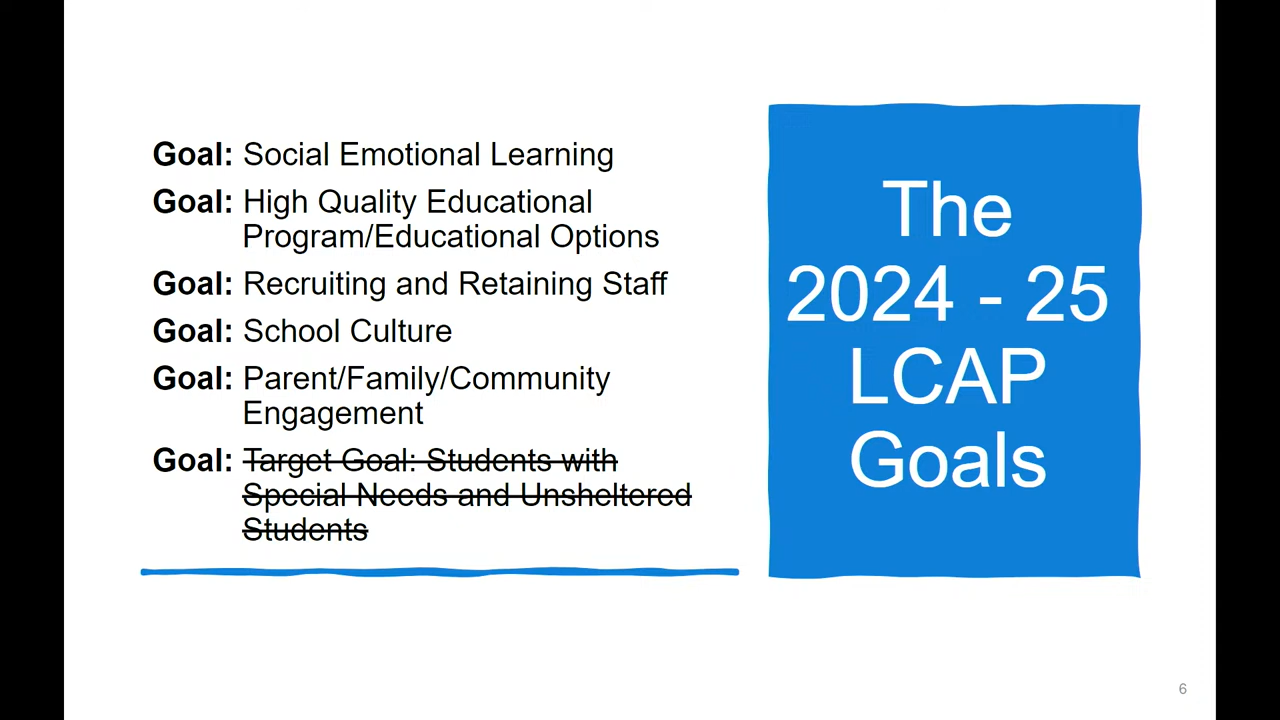 Goal: Social Emotional Learning
Goal: High Quality Educational
Program/Educational Options
Goal: Recruiting and Retaining Staff
Goal: School Culture
Goal: Parent/Family/Community
Engagement
Goal: Target Goal: Students with
Special Needs and Unsheltered
Students
The
2024 - 25
LCAP
Goals
6